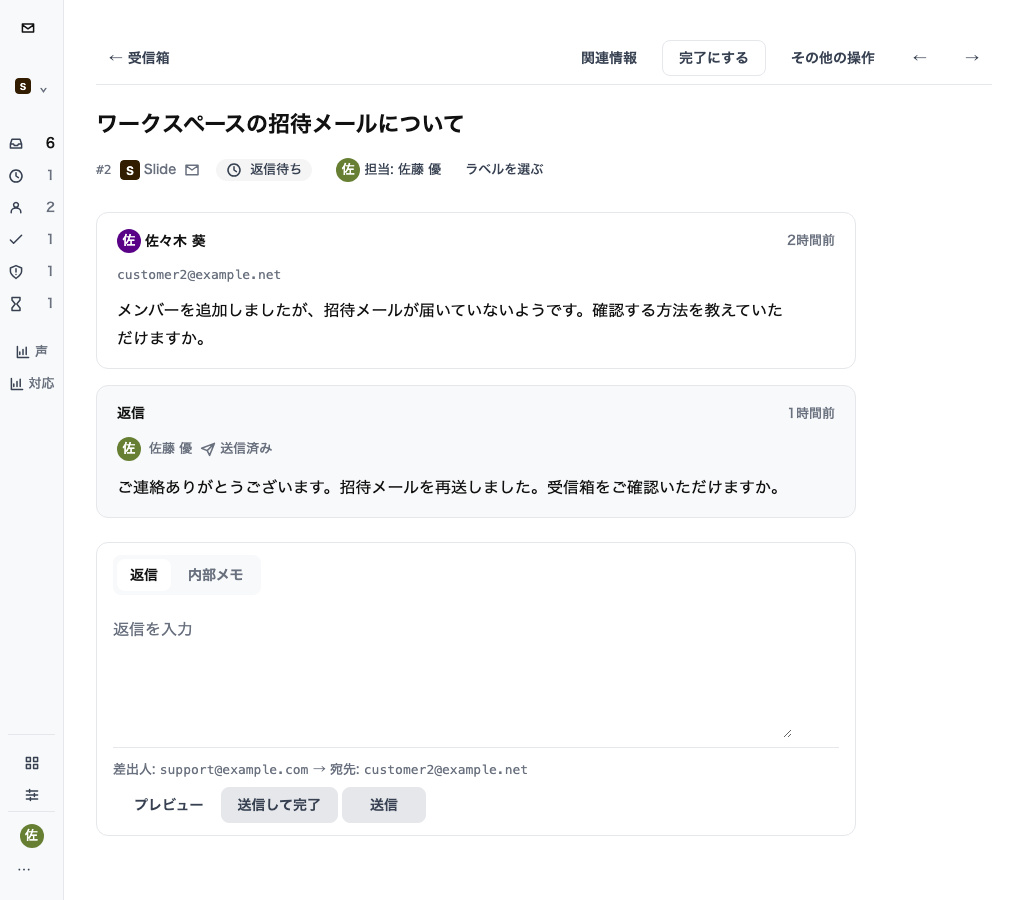 S
6
1
2
1
1
1
声
対応
佐
…
← 受信箱
関連情報
完了にする
その他の操作
←
→
ワークスペースの招待メールについて
#2 S Slide 返信待ち 佐 担当: 佐藤 優 ラベルを選ぶ
佐 佐々木 葵 2時間前
customer2@example.net
メンバーを追加しましたが、招待メールが届いていないようです。確認する方法を教えていた
だけますか。
返信 1時間前
佐 佐藤 優 送信済み
ご連絡ありがとうございます。招待メールを再送しました。受信箱をご確認いただけますか。
返信 内部メモ
返信を入力
差出人: support@example.com → 宛先: customer2@example.net
プレビュー 送信して完了 送信